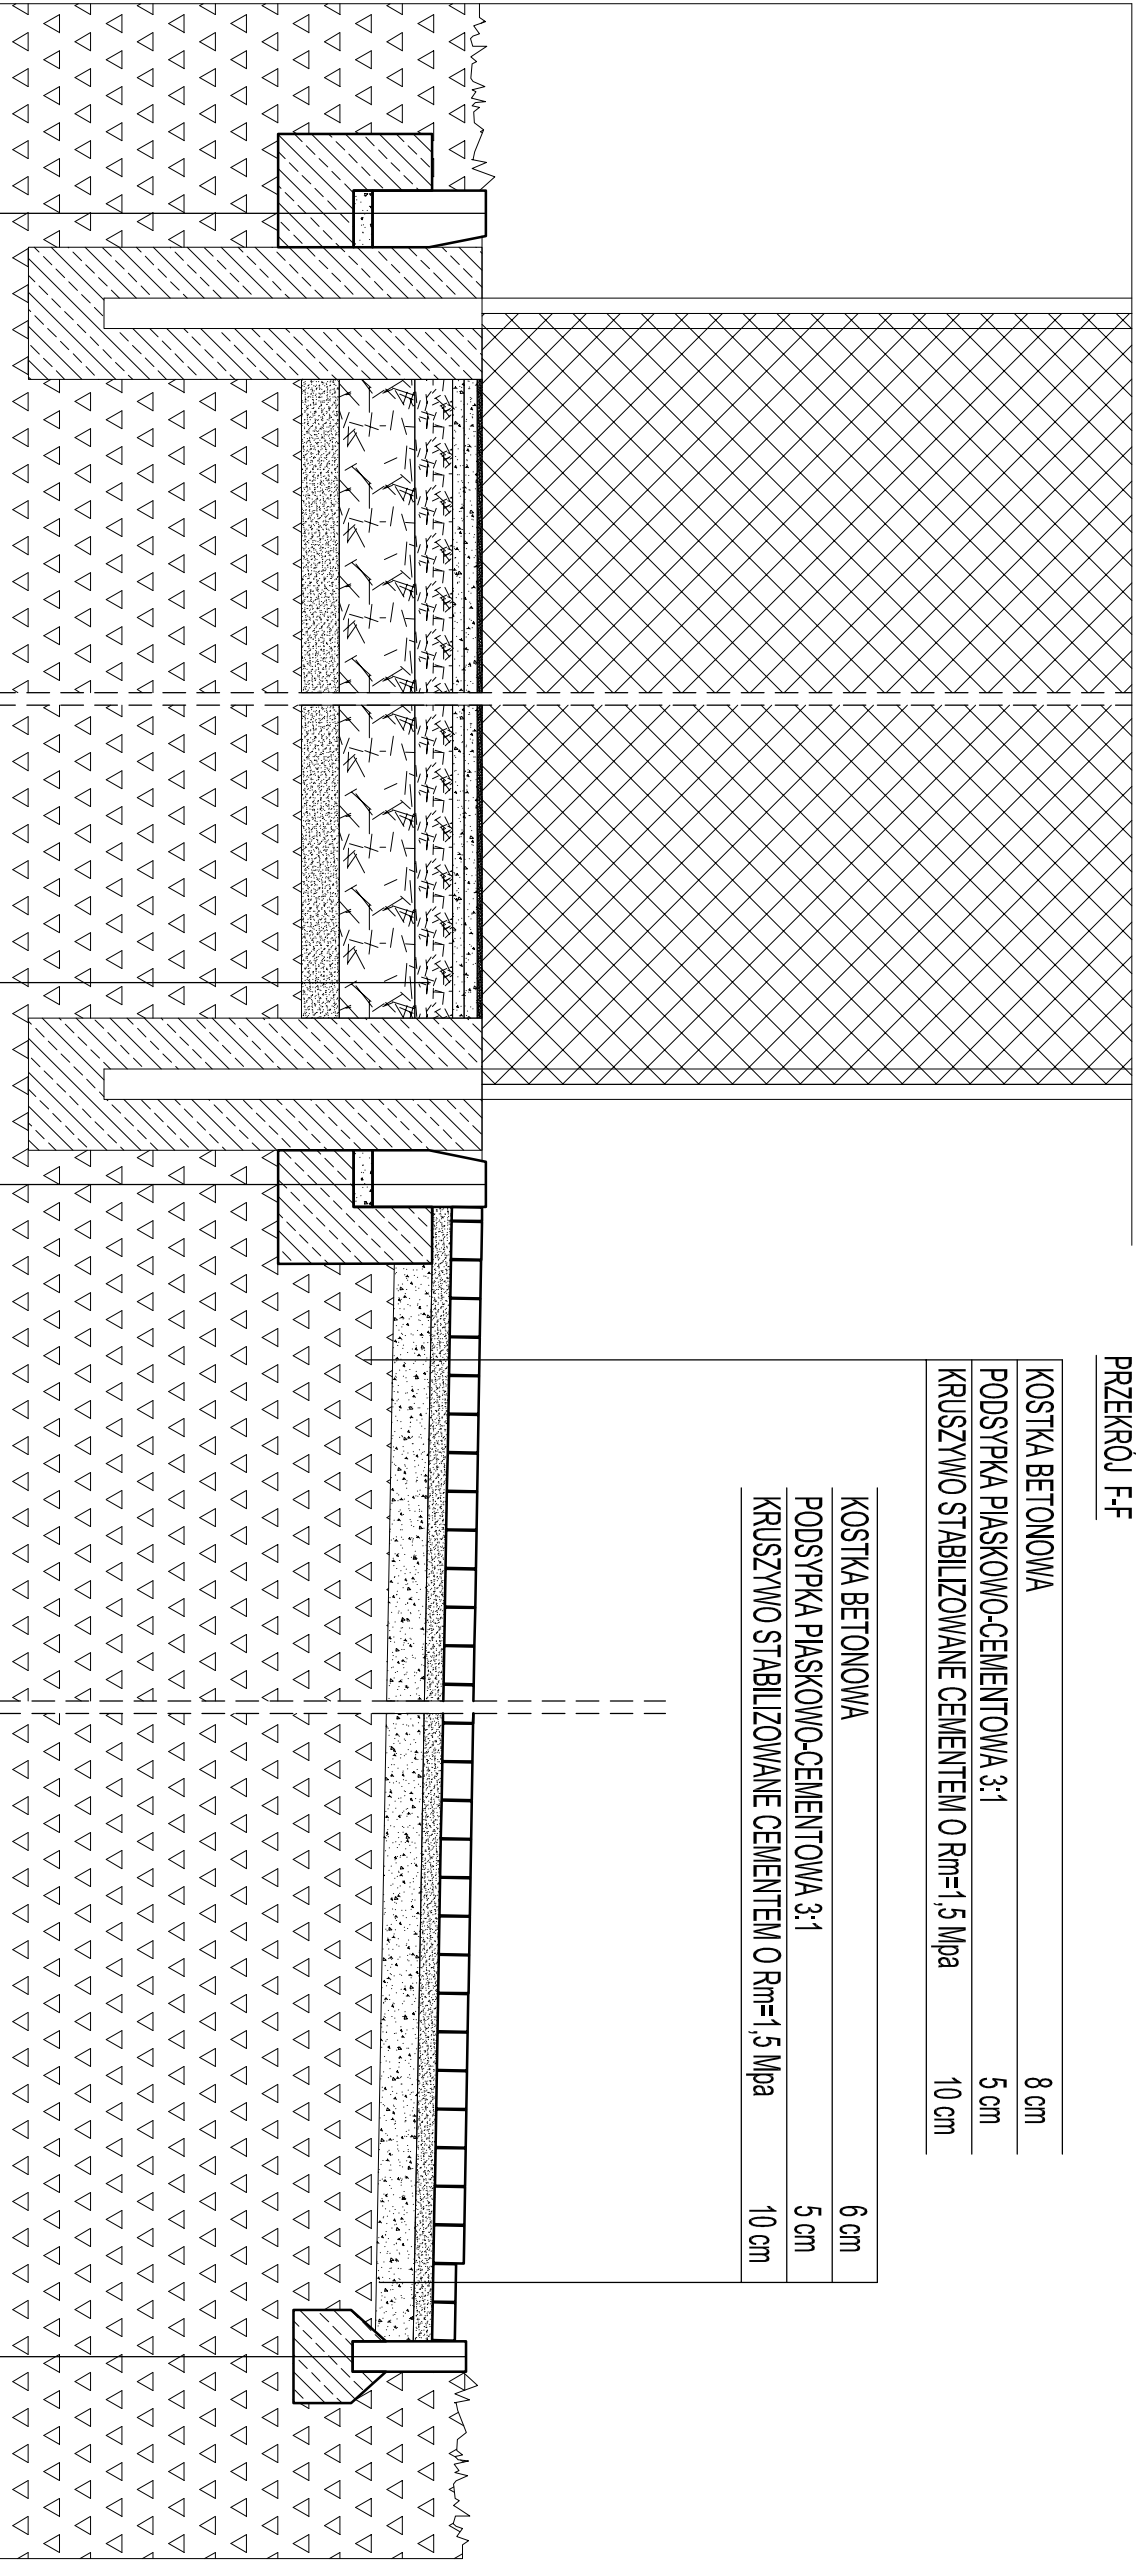 PRZEKRÓJ F-F
KOSTKA BETONOWA 8 cm
PODSYPKA PIASKOWO-CEMENTOWA 3:1 5 cm
KRUSZYWO STABILIZOWANE CEMENTEM O Rm=1,5 Mpa 10 cm
KOSTKA BETONOWA 6 cm
PODSYPKA PIASKOWO-CEMENTOWA 3:1 5 cm
KRUSZYWO STABILIZOWANE CEMENTEM O Rm=1,5 Mpa 10 cm